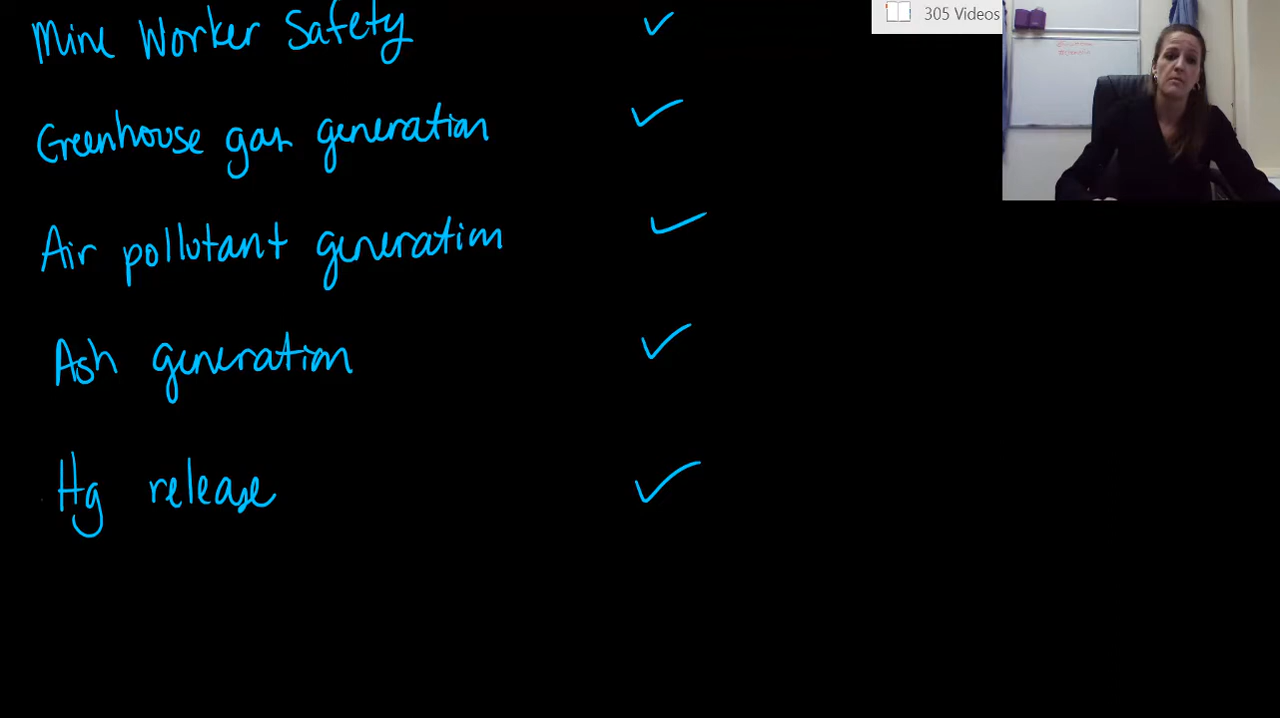 305 Videos
Mine Worker Safety ✓
Greenhouse gas generation ✓
Air pollutant generation ✓
Ash generation ✓
Hg release ✓